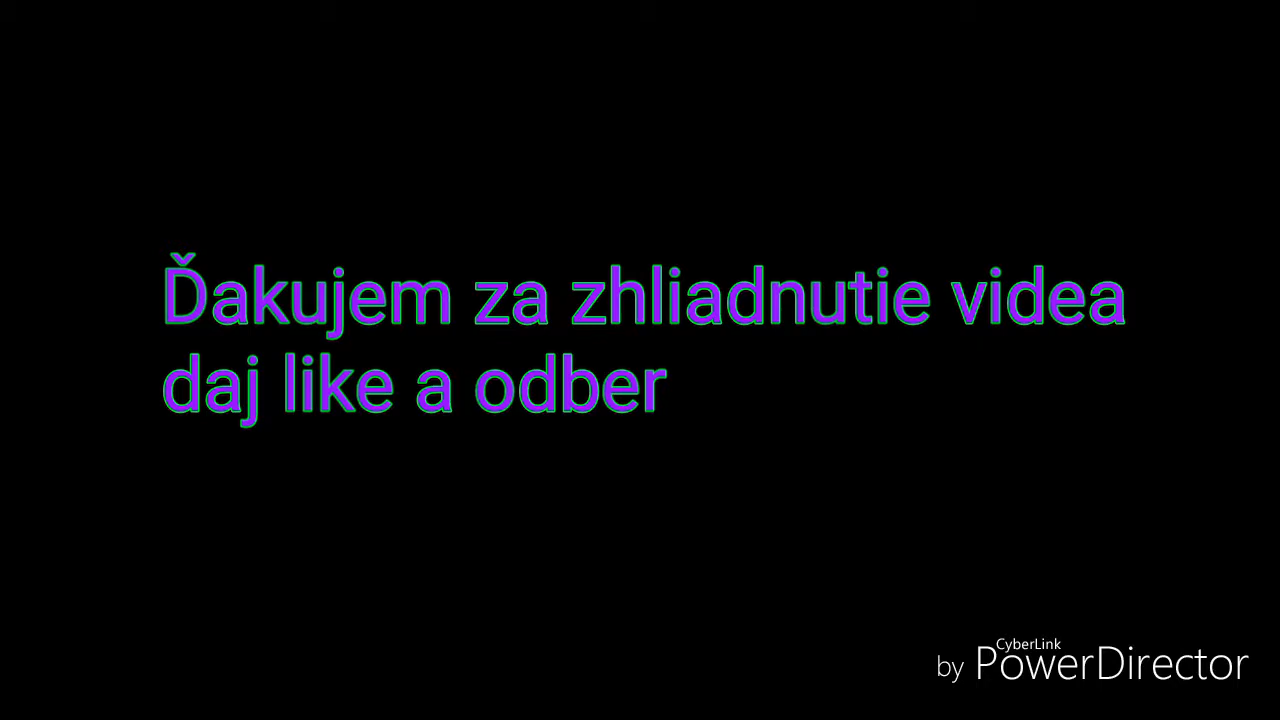 Ďakujem za zhliadnutie videa
daj like a odber
CyberLink
by PowerDirector